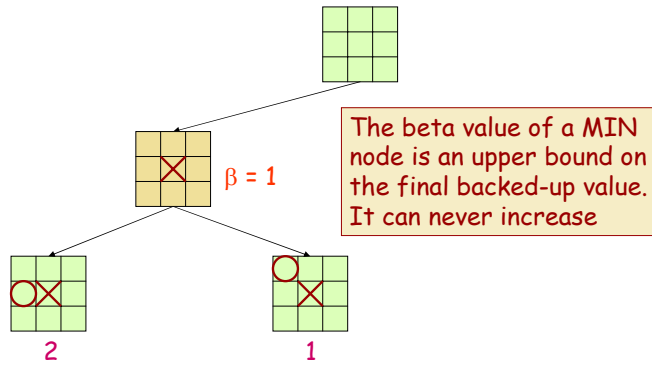 The beta value of a MIN
node is an upper bound on
the final backed-up value.
It can never increase
β = 1
2
1